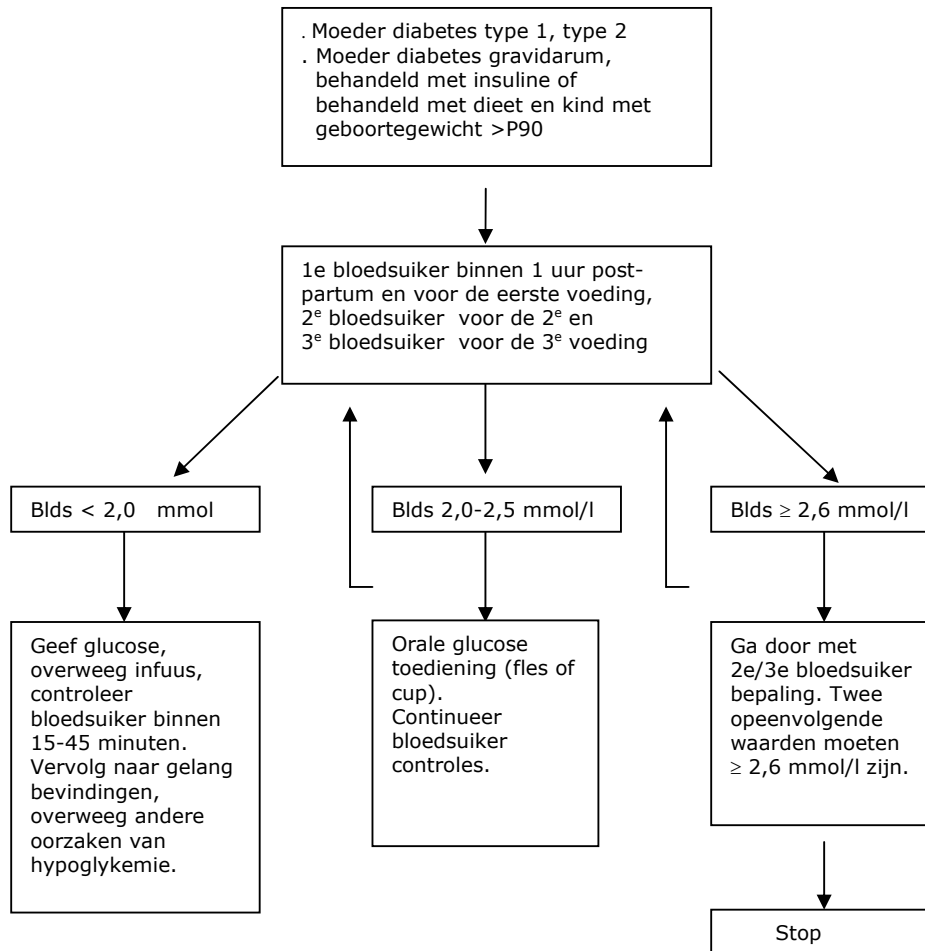 . Moeder diabetes type 1, type 2
. Moeder diabetes gravidarum,
behandeld met insuline of
behandeld met dieet en kind met
geboortegewicht >P90
1e bloedsuiker binnen 1 uur post-
partum en voor de eerste voeding,
2e bloedsuiker voor de 2e en
3e bloedsuiker voor de 3e voeding
Blds < 2,0 mmol
Blds 2,0-2,5 mmol/l
Blds ≥ 2,6 mmol/l
Geef glucose,
overweeg infuus,
controleer
bloedsuiker binnen
15-45 minuten.
Vervolg naar gelang
bevindingen,
overweeg andere
oorzaken van
hypoglykemie.
Orale glucose
toediening (fles of
cup).
Continueer
bloedsuiker
controles.
Ga door met
2e/3e bloedsuiker
bepaling. Twee
opeenvolgende
waarden moeten
≥ 2,6 mmol/l zijn.
Stop